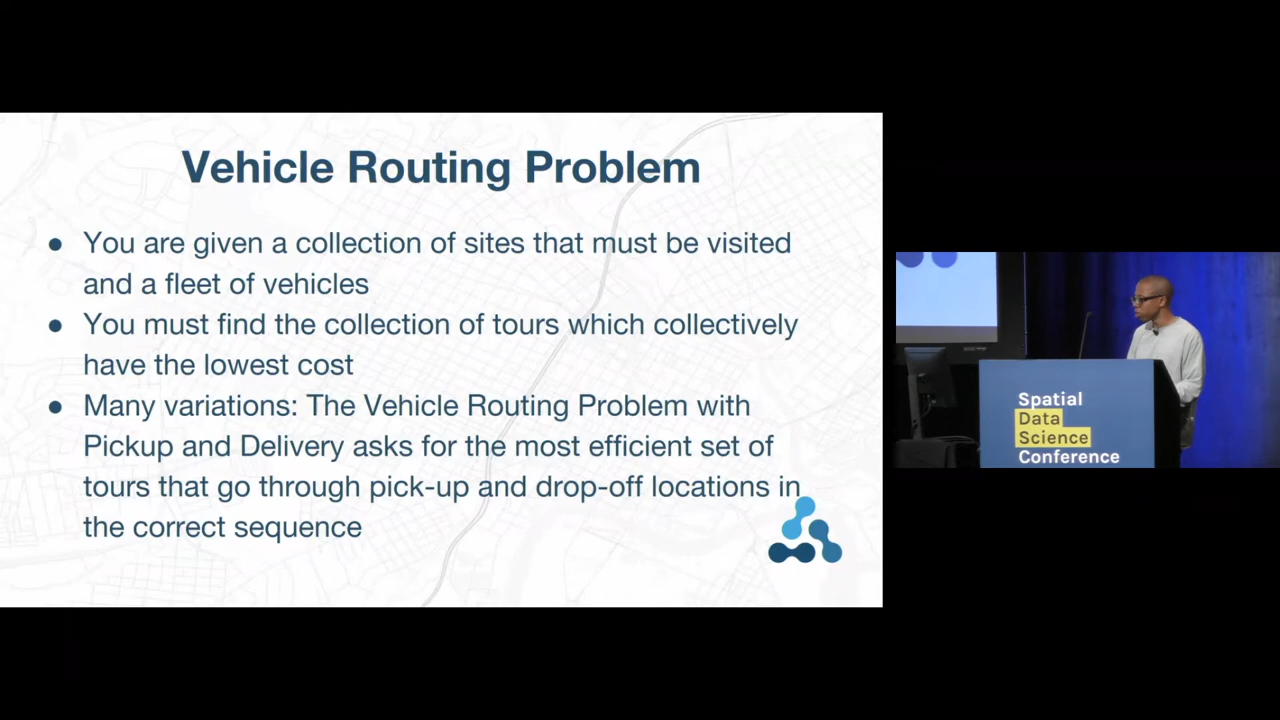 Vehicle Routing Problem
● You are given a collection of sites that must be visited
and a fleet of vehicles
● You must find the collection of tours which collectively
have the lowest cost
● Many variations: The Vehicle Routing Problem with
Pickup and Delivery asks for the most efficient set of
tours that go through pick-up and drop-off locations in
the correct sequence
Spatial
Data
Science
Conference